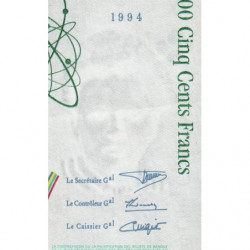 1994
00 Cinq Cents Francs
Le Secrétaire Gᵃˡ
Le Contrôleur Gᵃˡ
Le Caissier Gᵃˡ